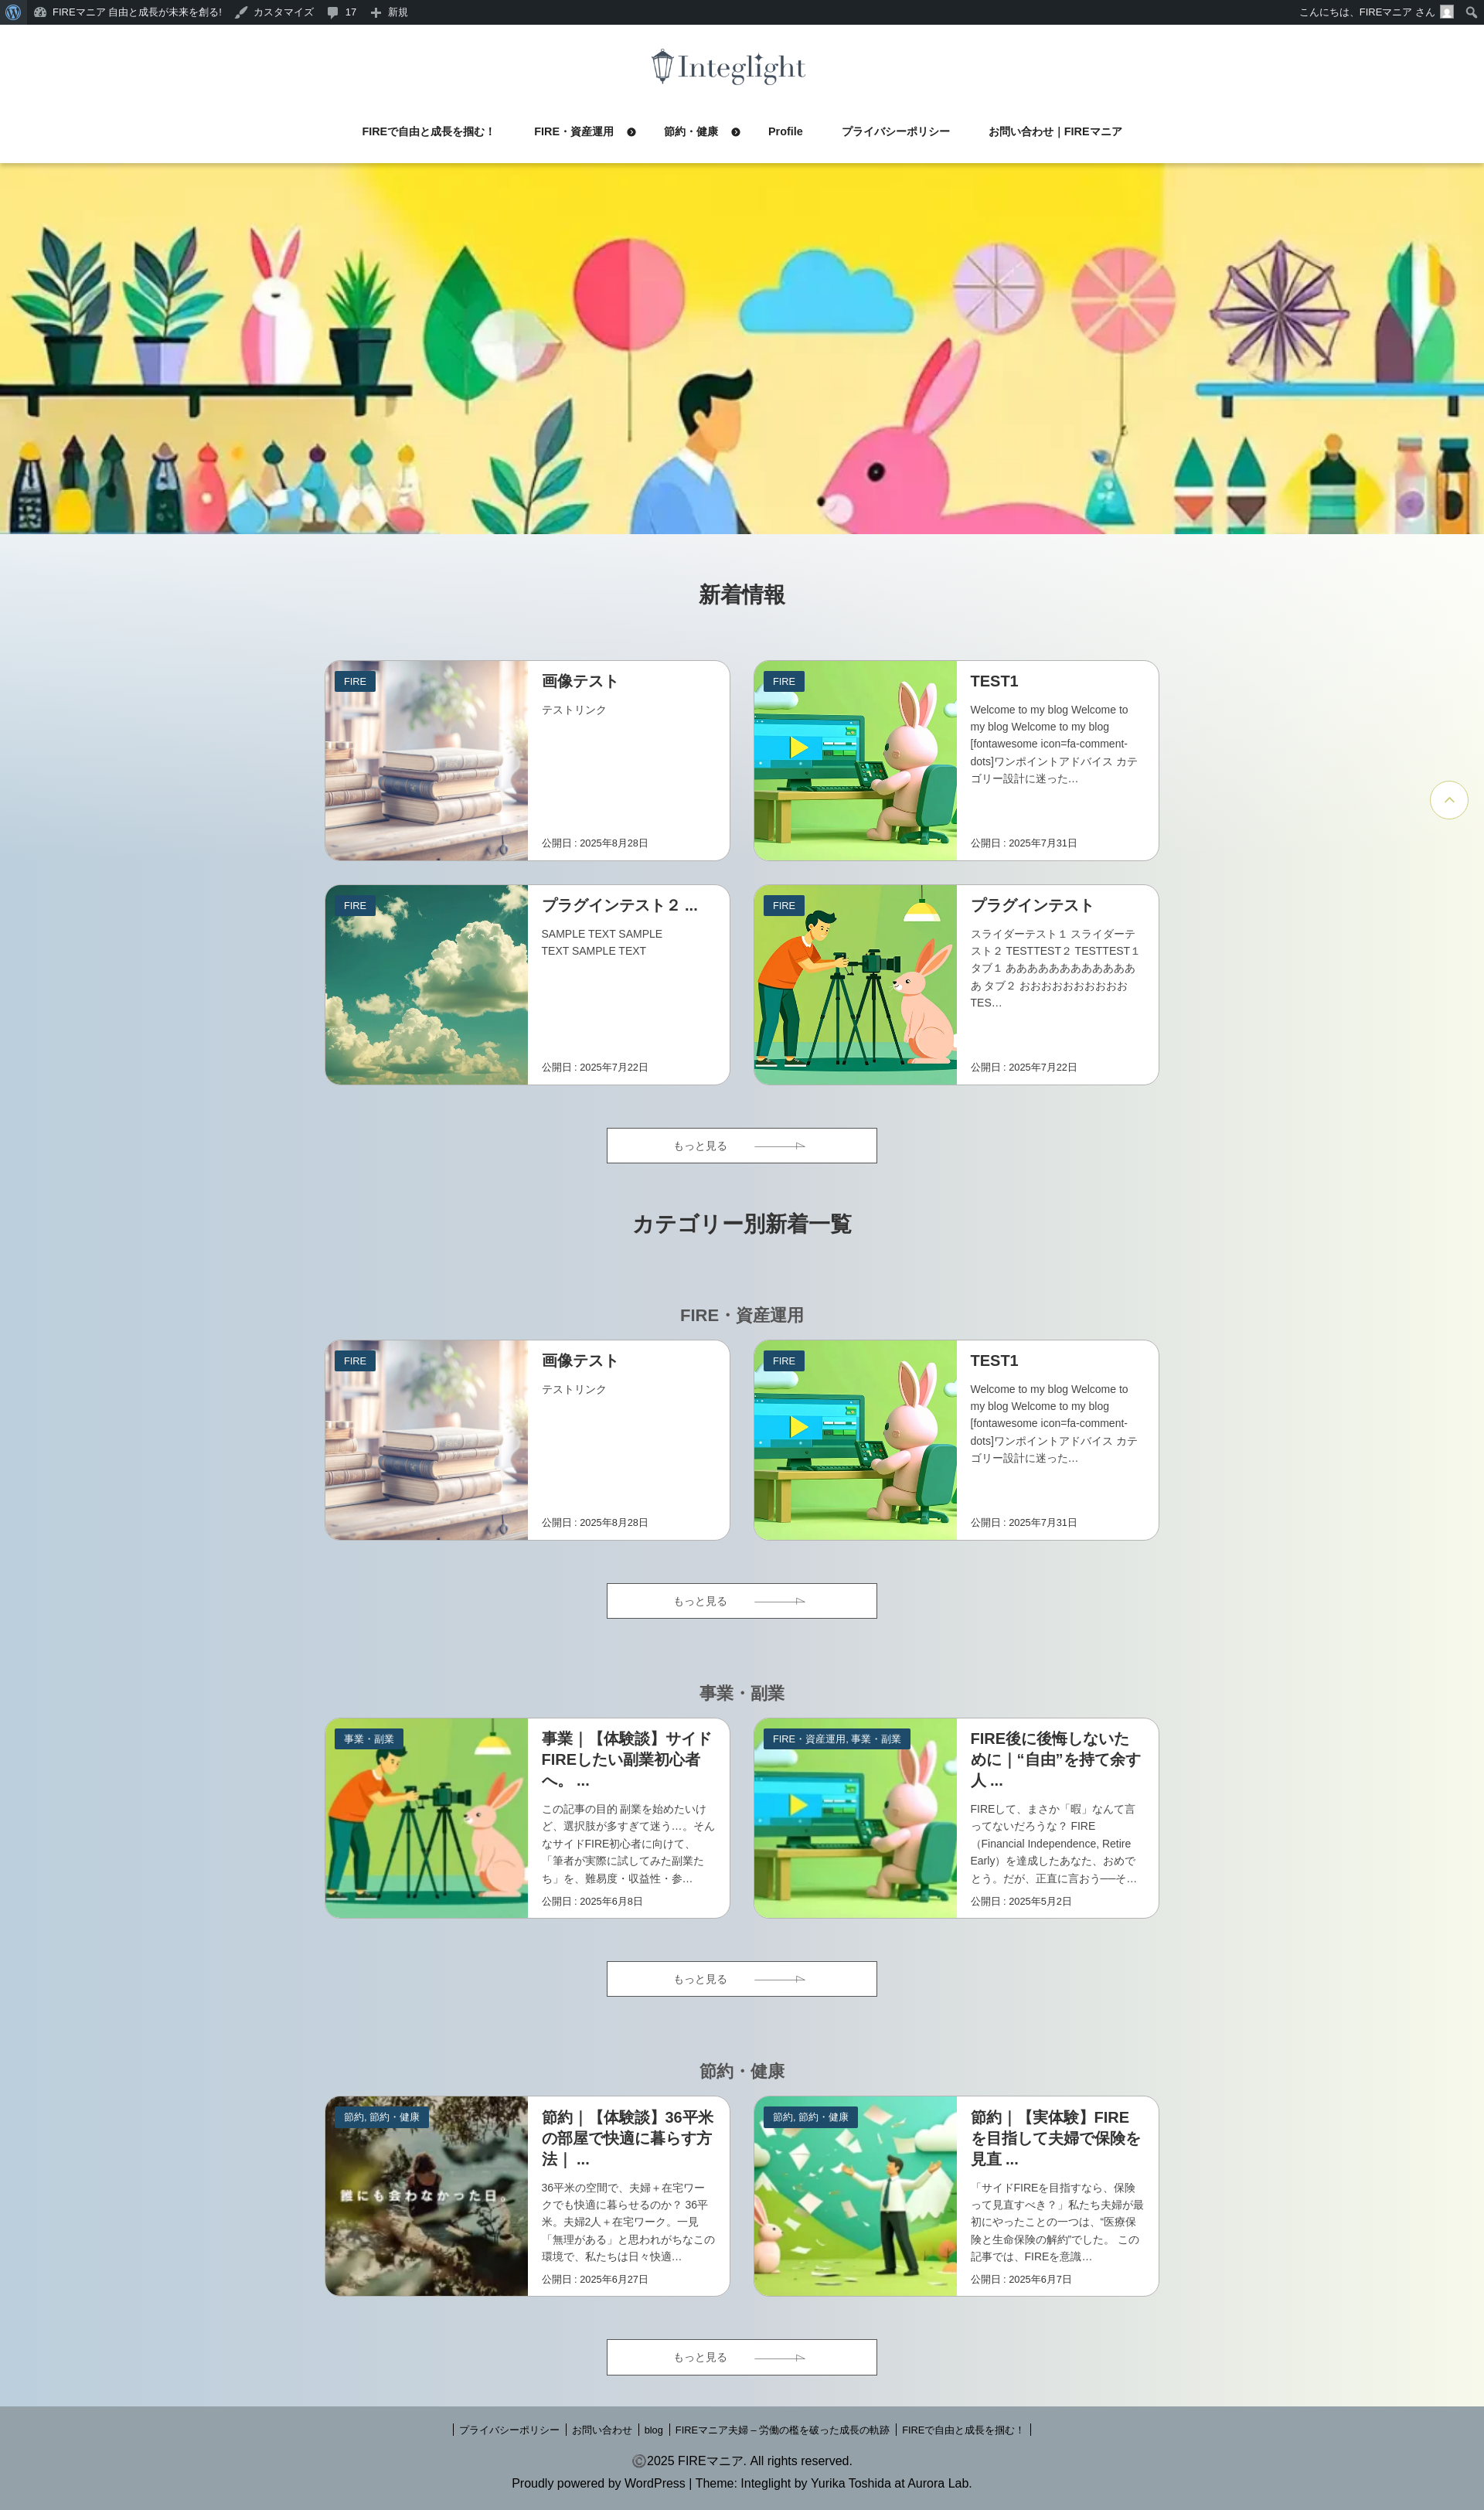 FIREマニア 自由と成長が未来を創る!
カスタマイズ
17
新規
こんにちは、FIREマニア さん
Integlight
FIREで自由と成長を掴む！
FIRE・資産運用
節約・健康
Profile
プライバシーポリシー
お問い合わせ｜FIREマニア
新着情報
FIRE
画像テスト
テストリンク
公開日 : 2025年8月28日
FIRE
TEST1
Welcome to my blog Welcome to
my blog Welcome to my blog
[fontawesome icon=fa-comment-
dots]ワンポイントアドバイス カテ
ゴリー設計に迷った…
公開日 : 2025年7月31日
FIRE
プラグインテスト２ ...
SAMPLE TEXT SAMPLE
TEXT SAMPLE TEXT
公開日 : 2025年7月22日
FIRE
プラグインテスト
スライダーテスト１ スライダーテ
スト２ TESTTEST２ TESTTEST１
タブ１ ああああああああああああ
あ タブ２ おおおおおおおおおお
TES…
公開日 : 2025年7月22日
もっと見る
カテゴリー別新着一覧
FIRE・資産運用
FIRE
画像テスト
テストリンク
公開日 : 2025年8月28日
FIRE
TEST1
Welcome to my blog Welcome to
my blog Welcome to my blog
[fontawesome icon=fa-comment-
dots]ワンポイントアドバイス カテ
ゴリー設計に迷った…
公開日 : 2025年7月31日
もっと見る
事業・副業
事業・副業
事業｜【体験談】サイド
FIREしたい副業初心者
へ。 ...
この記事の目的 副業を始めたいけ
ど、選択肢が多すぎて迷う…。そん
なサイドFIRE初心者に向けて、
「筆者が実際に試してみた副業た
ち」を、難易度・収益性・参…
公開日 : 2025年6月8日
FIRE・資産運用, 事業・副業
FIRE後に後悔しないた
めに｜“自由”を持て余す
人 ...
FIREして、まさか「暇」なんて言
ってないだろうな？ FIRE
（Financial Independence, Retire
Early）を達成したあなた、おめで
とう。だが、正直に言おう──そ…
公開日 : 2025年5月2日
もっと見る
節約・健康
節約, 節約・健康
誰にも会わなかった日。
節約｜【体験談】36平米
の部屋で快適に暮らす方
法｜ ...
36平米の空間で、夫婦＋在宅ワー
クでも快適に暮らせるのか？ 36平
米。夫婦2人＋在宅ワーク。一見
「無理がある」と思われがちなこの
環境で、私たちは日々快適…
公開日 : 2025年6月27日
節約, 節約・健康
節約｜【実体験】FIRE
を目指して夫婦で保険を
見直 ...
「サイドFIREを目指すなら、保険
って見直すべき？」私たち夫婦が最
初にやったことの一つは、“医療保
険と生命保険の解約”でした。 この
記事では、FIREを意識…
公開日 : 2025年6月7日
もっと見る
プライバシーポリシー
お問い合わせ
blog
FIREマニア夫婦 – 労働の檻を破った成長の軌跡
FIREで自由と成長を掴む！
©2025 FIREマニア. All rights reserved.
Proudly powered by WordPress | Theme: Integlight by Yurika Toshida at Aurora Lab.